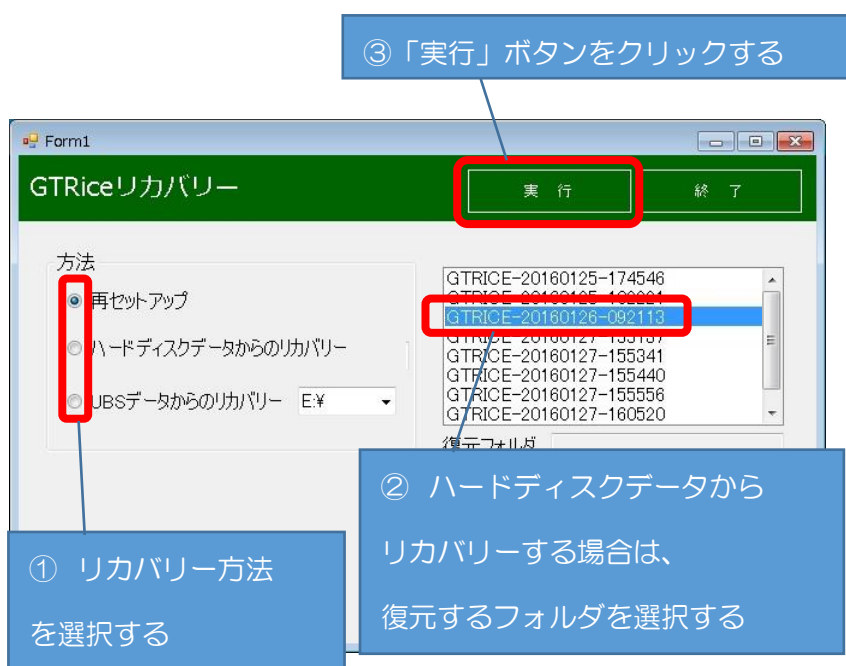 ③「実行」ボタンをクリックする
Form1
GTRiceリカバリー
実 行
終 了
方法
再セットアップ
ハードディスクデータからのリカバリー
UBSデータからのリカバリー E:¥
GTRICE-20160125-174546
GTRICE-20160126-092113
GTRICE-20160127-155341
GTRICE-20160127-155440
GTRICE-20160127-155556
GTRICE-20160127-160520
復元フォルダ
① リカバリー方法
を選択する
② ハードディスクデータから
リカバリーする場合は、
復元するフォルダを選択する